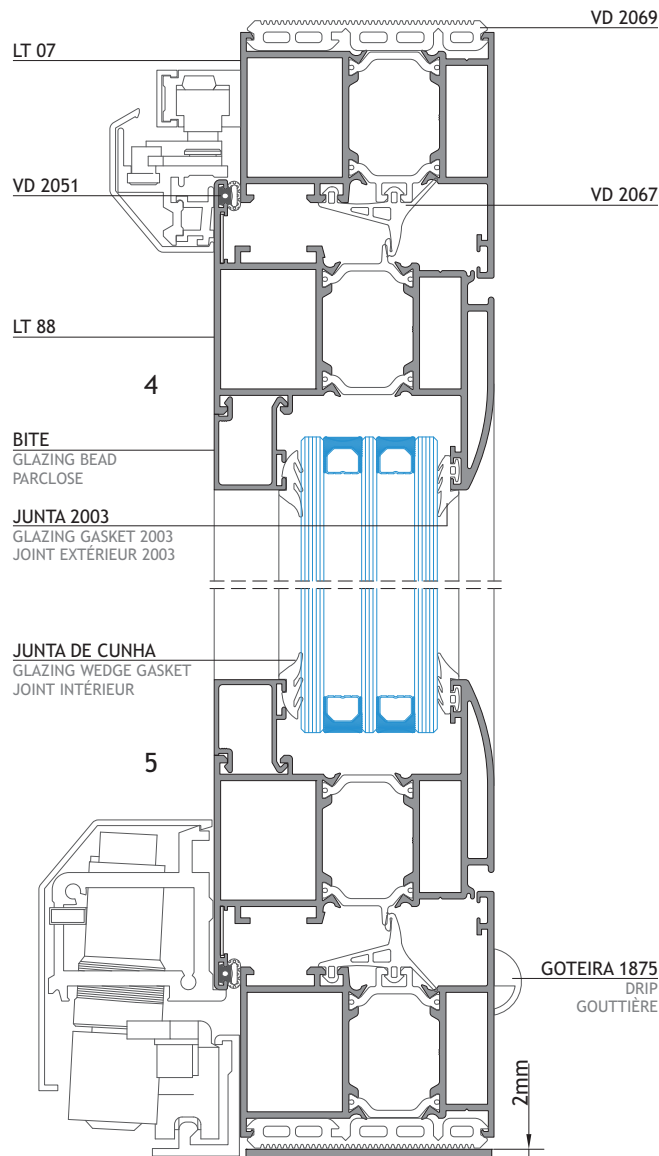 VD 2069
LT 07
VD 2051
VD 2067
LT 88
4
BITE
GLAZING BEAD
PARCLOSE
JUNTA 2003
GLAZING GASKET 2003
JOINT EXTÉRIEUR 2003
JUNTA DE CUNHA
GLAZING WEDGE GASKET
JOINT INTÉRIEUR
5
GOTEIRA 1875
DRIP
GOUTTIÈRE
2mm